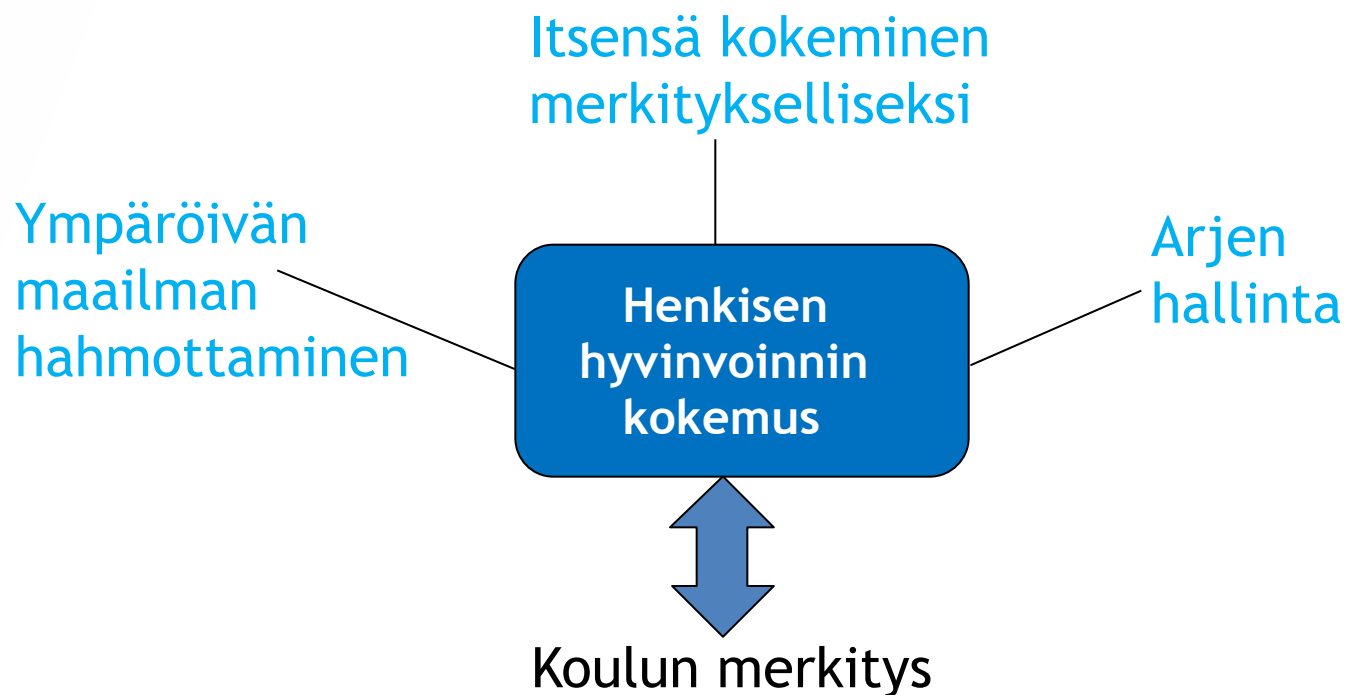 Itsensä kokeminen
merkitykselliseksi
Ympäröivän
maailman
hahmottaminen
Henkisen
hyvinvoinnin
kokemus
Arjen
hallinta
Koulun merkitys